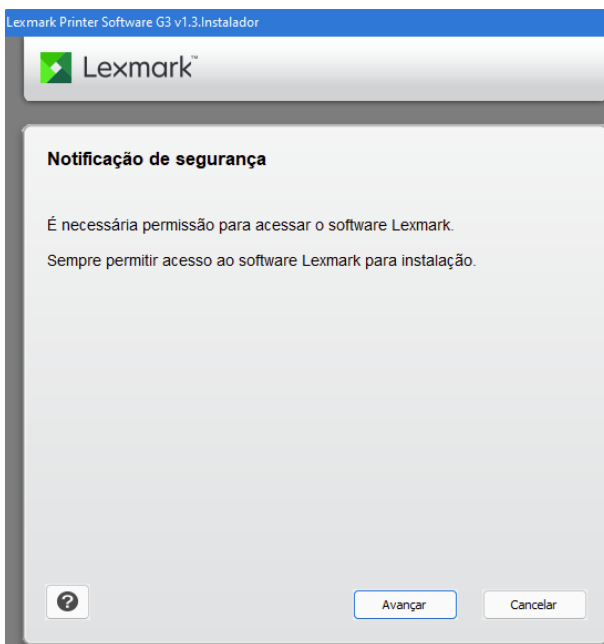 Lexmark Printer Software G3 v1.3.Instalador
Lexmark™
Notificação de segurança
É necessária permissão para acessar o software Lexmark.
Sempre permitir acesso ao software Lexmark para instalação.
?
Avançar
Cancelar